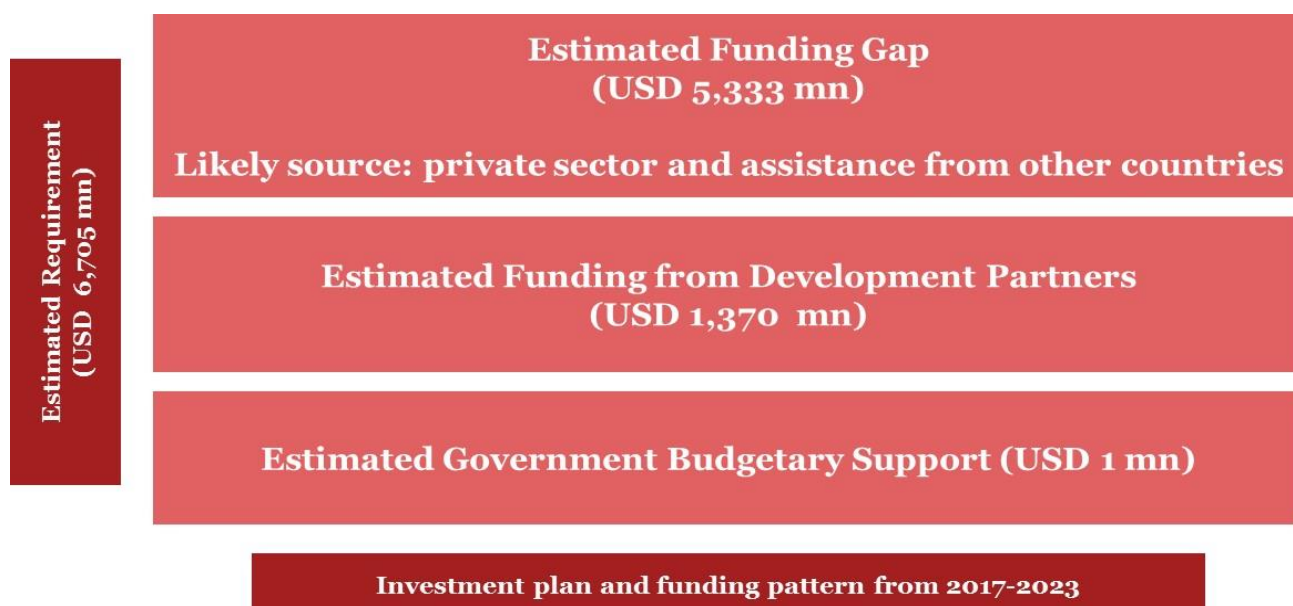 Estimated Requirement
(USD 6,705 mn)
Estimated Funding Gap
(USD 5,333 mn)
Likely source: private sector and assistance from other countries
Estimated Funding from Development Partners
(USD 1,370 mn)
Estimated Government Budgetary Support (USD 1 mn)
Investment plan and funding pattern from 2017-2023